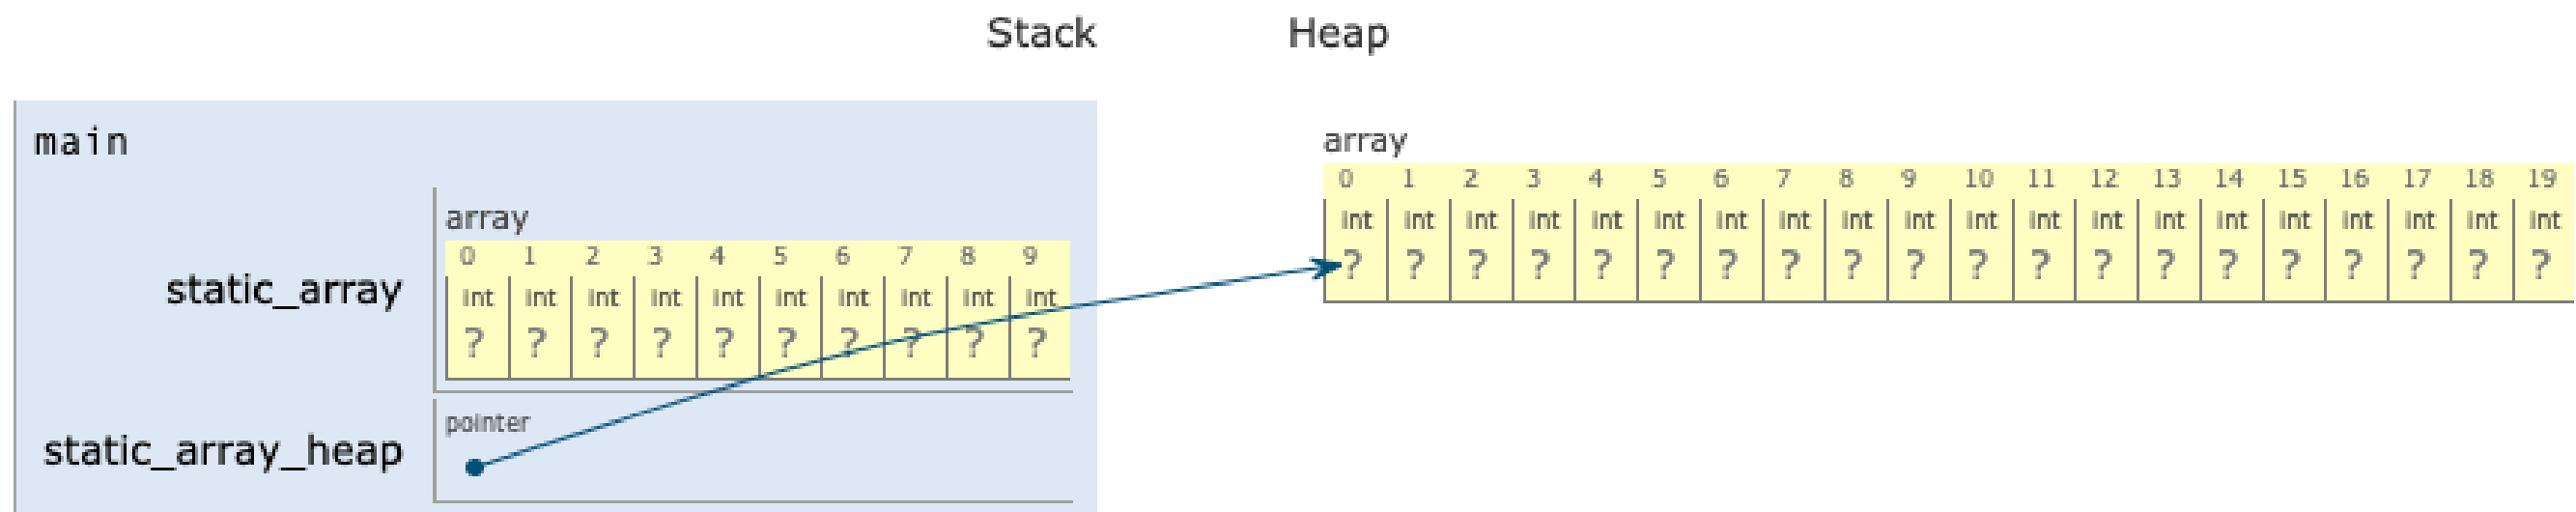 Stack Heap
main
array
0 1 2 3 4 5 6 7 8 9 10 11 12 13 14 15 16 17 18 19
int int int int int int int int int int int int int int int int int int int int
? ? ? ? ? ? ? ? ? ? ? ? ? ? ? ? ? ? ? ?
static_array
array
0 1 2 3 4 5 6 7 8 9
int int int int int int int int int int
? ? ? ? ? ? ? ? ? ?
static_array_heap
pointer